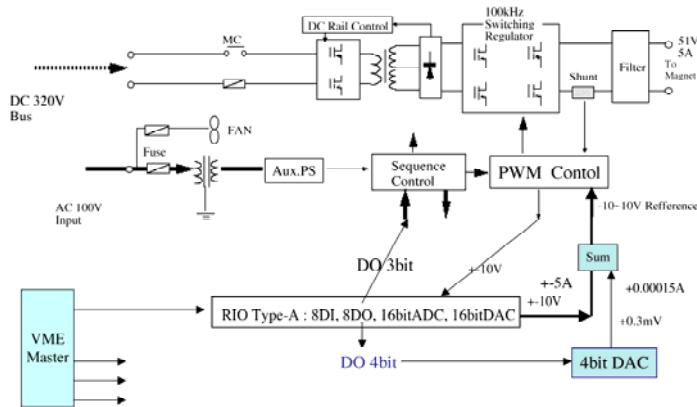 100kHz
Switching
Regulator
DC Rail Control
MC
51V
5A
To
Magnet
Filter
Shunt
DC 320V
Bus
FAN
Fuse
Aux.PS
Sequence
Control
PWM Contol
AC 100V
Input
-10~10V Refference
DO 3bit
+-10V
Sum
+-5A
+-10V
+0.00015A
+0.3mV
RIO Type-A : 8DI, 8DO, 16bitADC, 16bitDAC
VME
Master
DO 4bit
4bit DAC